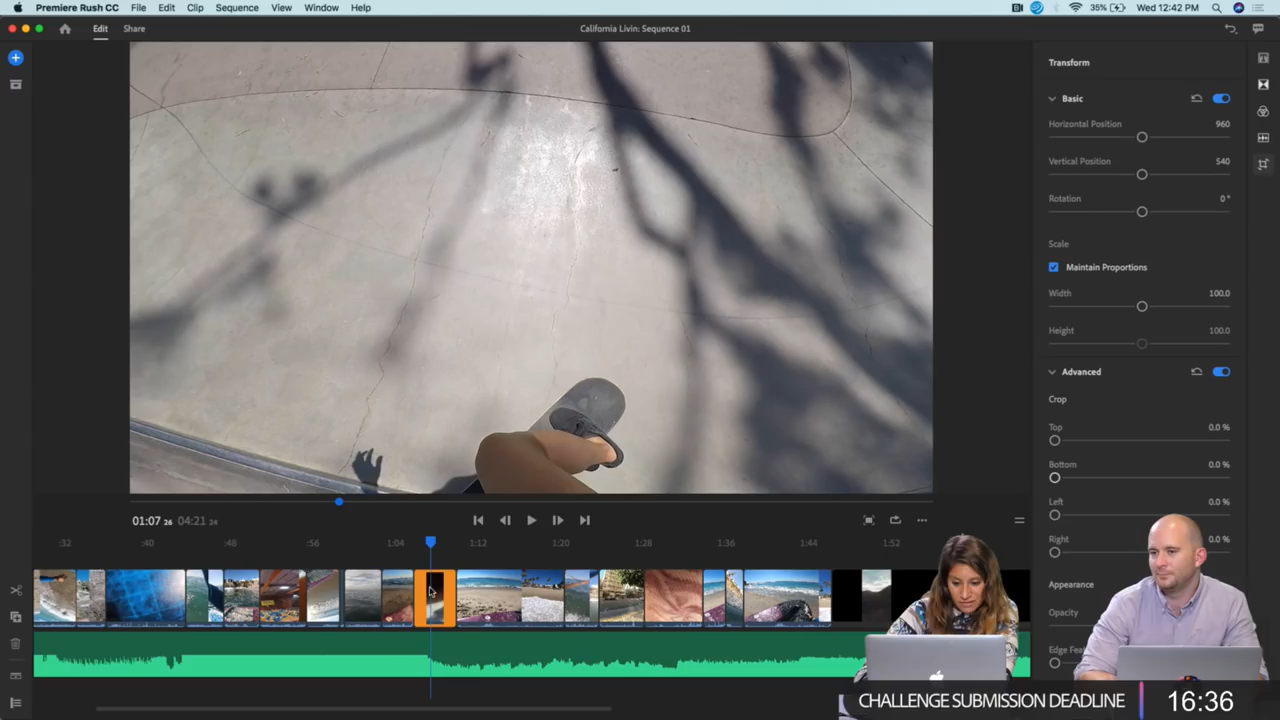 Premiere Rush CC File Edit Clip Sequence View Window Help 35% Wed 12:42 PM
Edit Share California Livin: Sequence 01
Transform
Basic
Horizontal Position 960
Vertical Position 540
Rotation 0°
Scale
Maintain Proportions
Width 100.0
Height 100.0
Advanced
Crop
Top 0.0 %
Bottom 0.0 %
Left 0.0 %
Right 0.0 %
Appearance
Opacity
01:07 26 04:21 24
:32 :40 :48 :56 1:04 1:12 1:20 1:28 1:36 1:44 1:52
CHALLENGE SUBMISSION DEADLINE 16:36